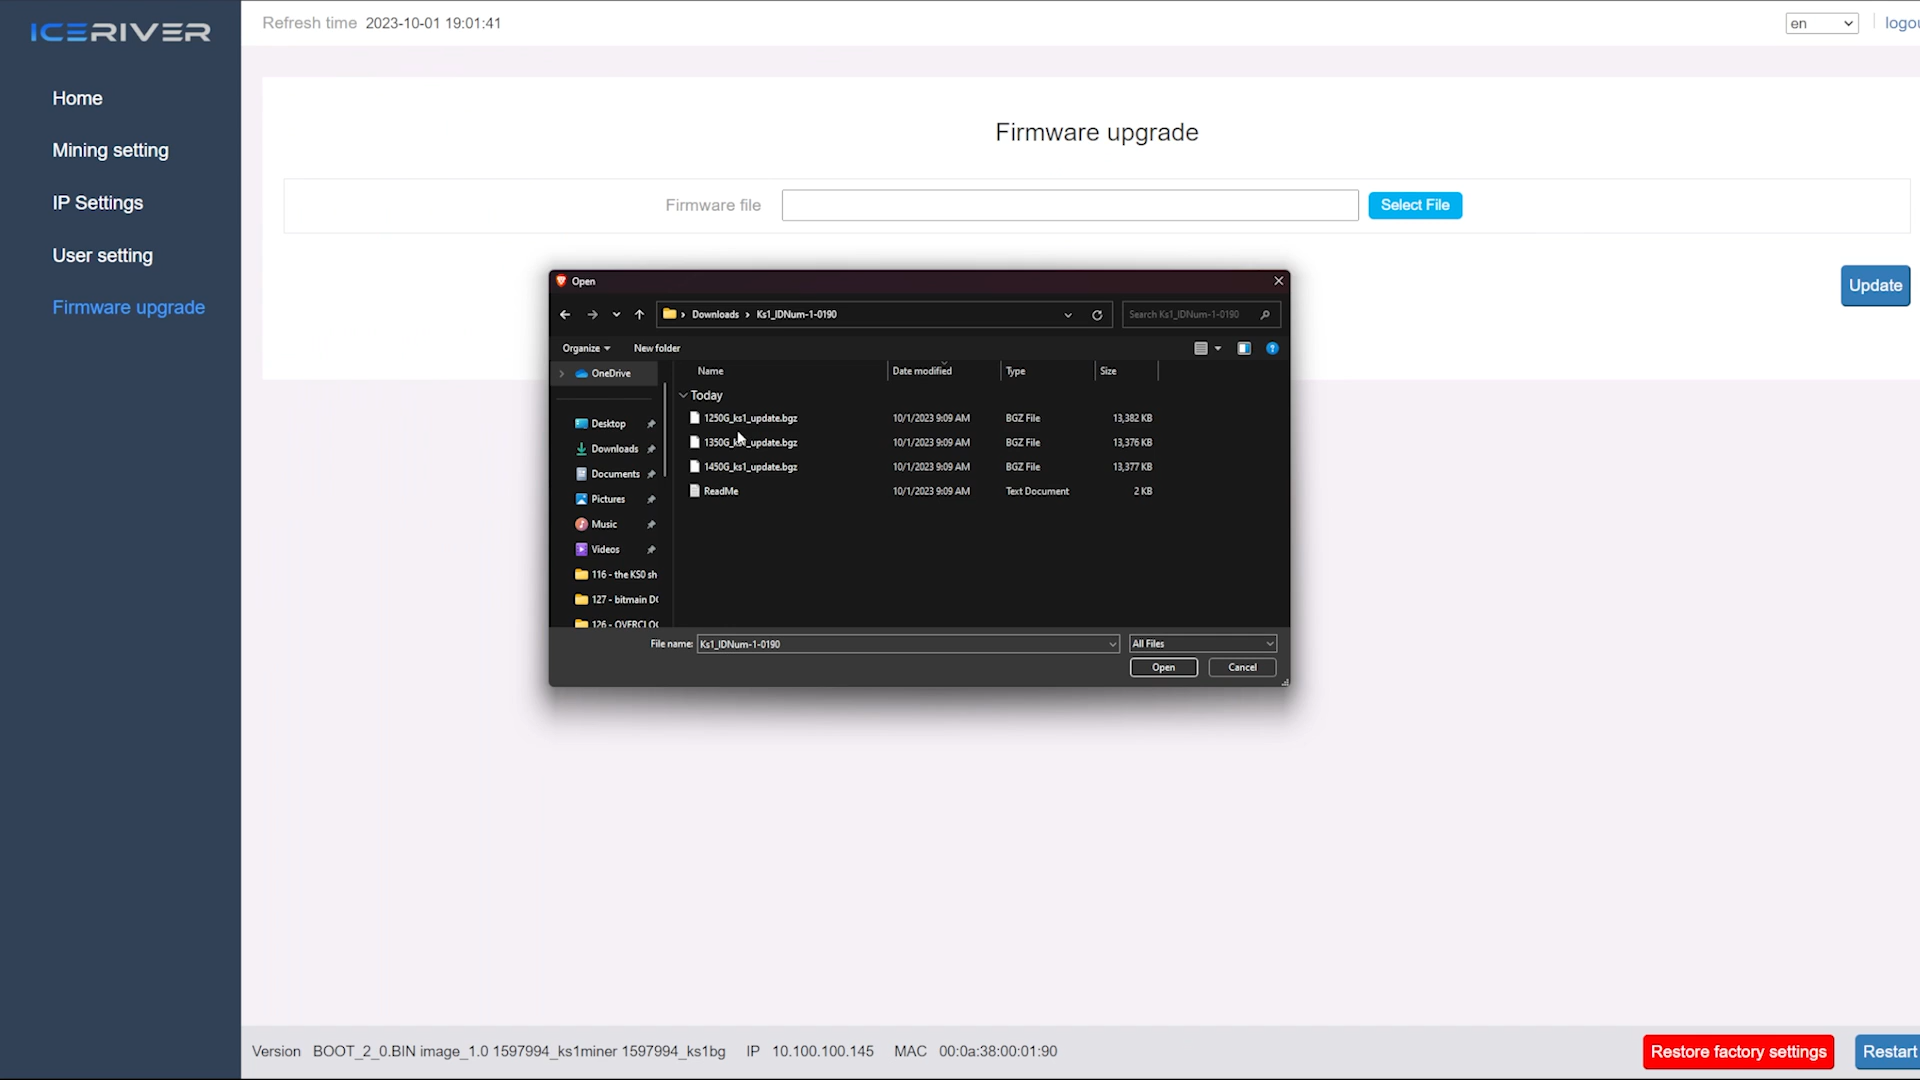 ICERIVER
Refresh time 2023-10-01 19:01:41
en
logou
Home
Mining setting
IP Settings
User setting
Firmware upgrade
Firmware upgrade
Firmware file
Select File
Update
Open
Downloads > Ks1_IDNum-1-0190
Search Ks1_IDNum-1-0190
Organize
New folder
OneDrive
Desktop
Downloads
Documents
Pictures
Music
Videos
116 - the KS0 sh
127 - bitmain D
126 - OVERCLO
Name Date modified Type Size
Today
1250G_ks1_update.bgz 10/1/2023 9:09 AM BGZ File 13,382 KB
1350G_ks1_update.bgz 10/1/2023 9:09 AM BGZ File 13,376 KB
1450G_ks1_update.bgz 10/1/2023 9:09 AM BGZ File 13,377 KB
ReadMe 10/1/2023 9:09 AM Text Document 2 KB
File name: Ks1_IDNum-1-0190
All Files
Open
Cancel
Version BOOT_2_0.BIN image_1.0 1597994_ks1miner 1597994_ks1bg IP 10.100.100.145 MAC 00:0a:38:00:01:90
Restore factory settings
Restart